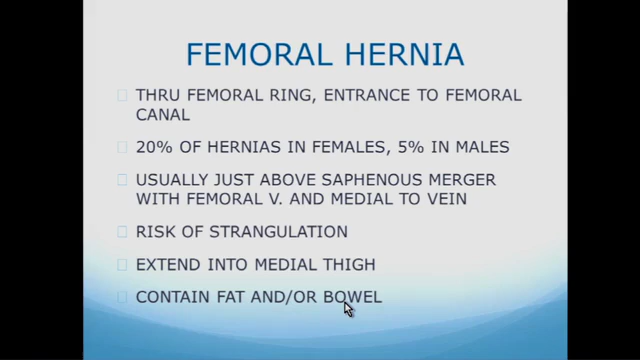 FEMORAL HERNIA
THRU FEMORAL RING, ENTRANCE TO FEMORAL
CANAL
20% OF HERNIAS IN FEMALES, 5% IN MALES
USUALLY JUST ABOVE SAPHENOUS MERGER
WITH FEMORAL V. AND MEDIAL TO VEIN
RISK OF STRANGULATION
EXTEND INTO MEDIAL THIGH
CONTAIN FAT AND/OR BOWEL